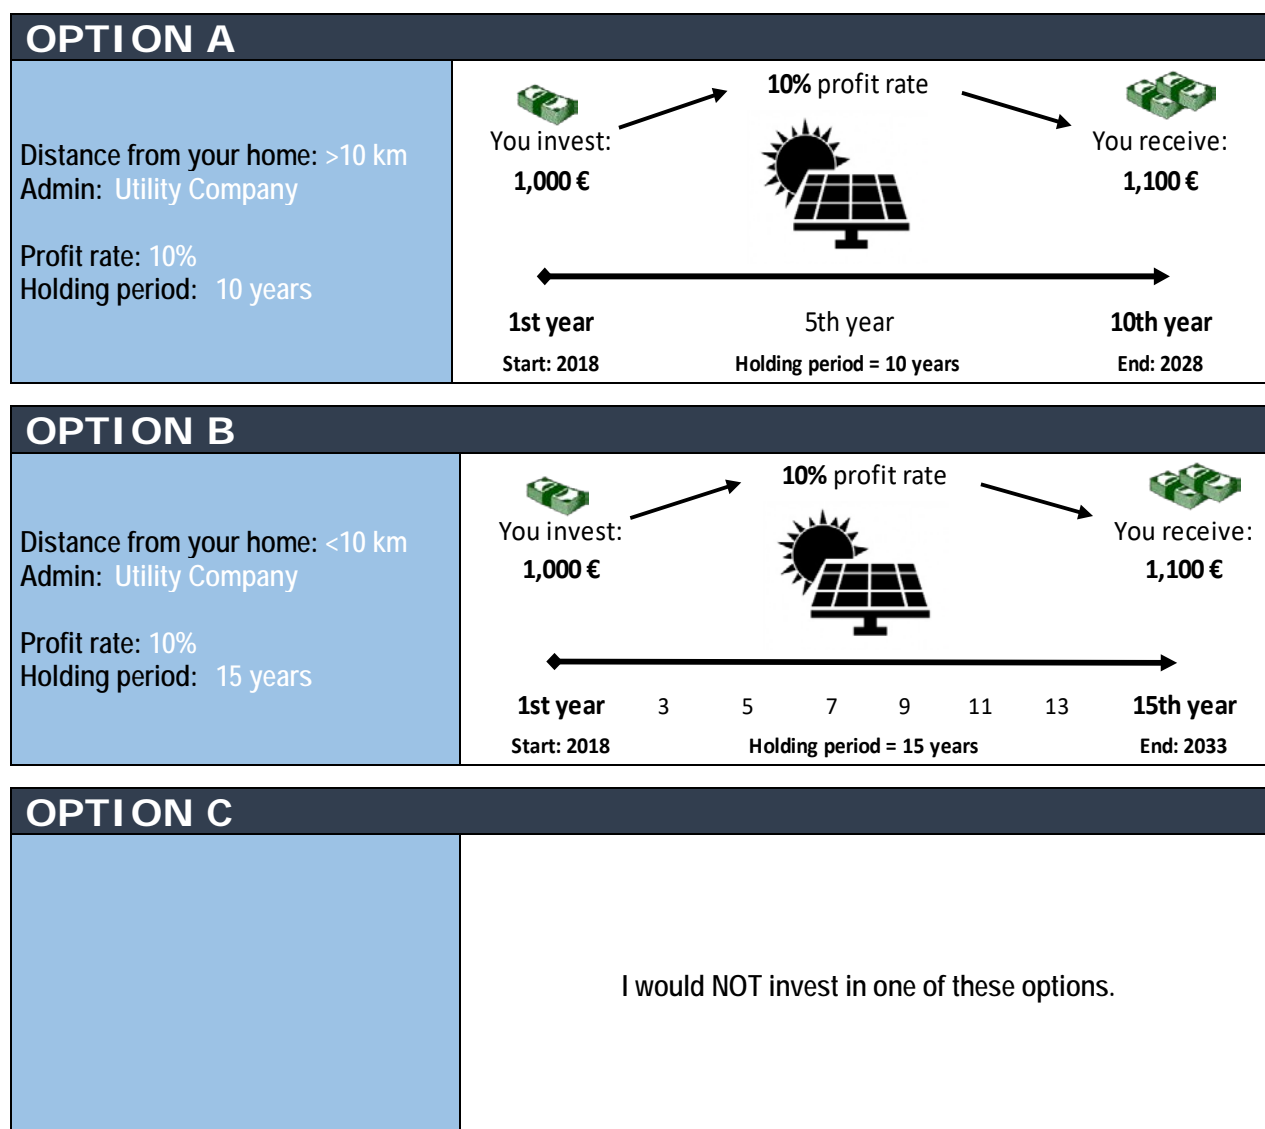 OPTION A
10% profit rate
You invest:
You receive:
1,000 €
1,100 €
Distance from your home: >10 km
Admin: Utility Company
Profit rate: 10%
Holding period: 10 years
1st year 5th year 10th year
Start: 2018 Holding period = 10 years End: 2028
OPTION B
10% profit rate
You invest:
You receive:
1,000 €
1,100 €
Distance from your home: <10 km
Admin: Utility Company
Profit rate: 10%
Holding period: 15 years
1st year 3 5 7 9 11 13 15th year
Start: 2018 Holding period = 15 years End: 2033
OPTION C
I would NOT invest in one of these options.